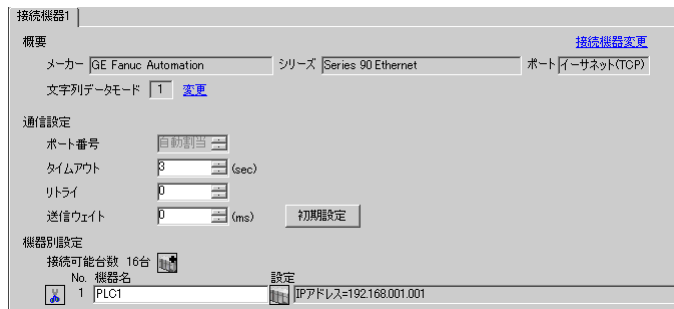 接続機器1
概要
接続機器変更
メーカー GE Fanuc Automation シリーズ Series 90 Ethernet ポート イーサネット(TCP)
文字列データモード 1 変更
通信設定
ポート番号 自動割当
タイムアウト 3 (sec)
リトライ 0
送信ウェイト 0 (ms) 初期設定
機器別設定
接続可能台数 16台
No. 機器名 設定
1 PLC1 IPアドレス=192.168.001.001